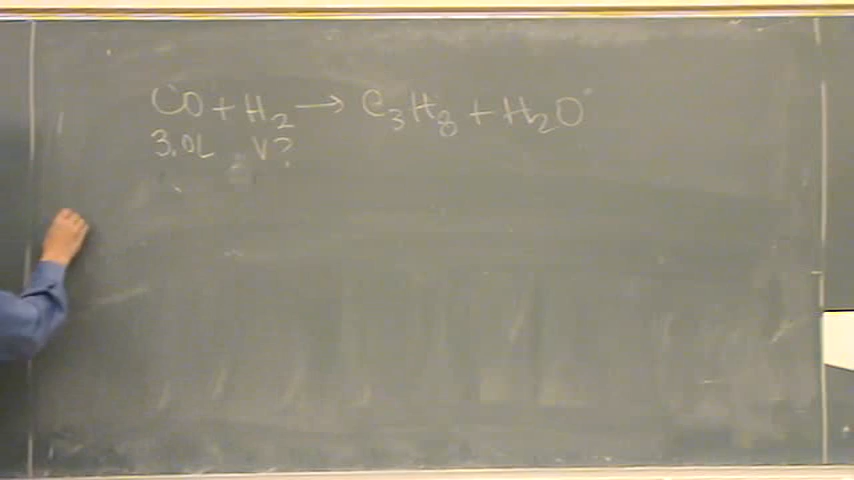 CO + H₂ → C₃H₈ + H₂O
3.0L V?